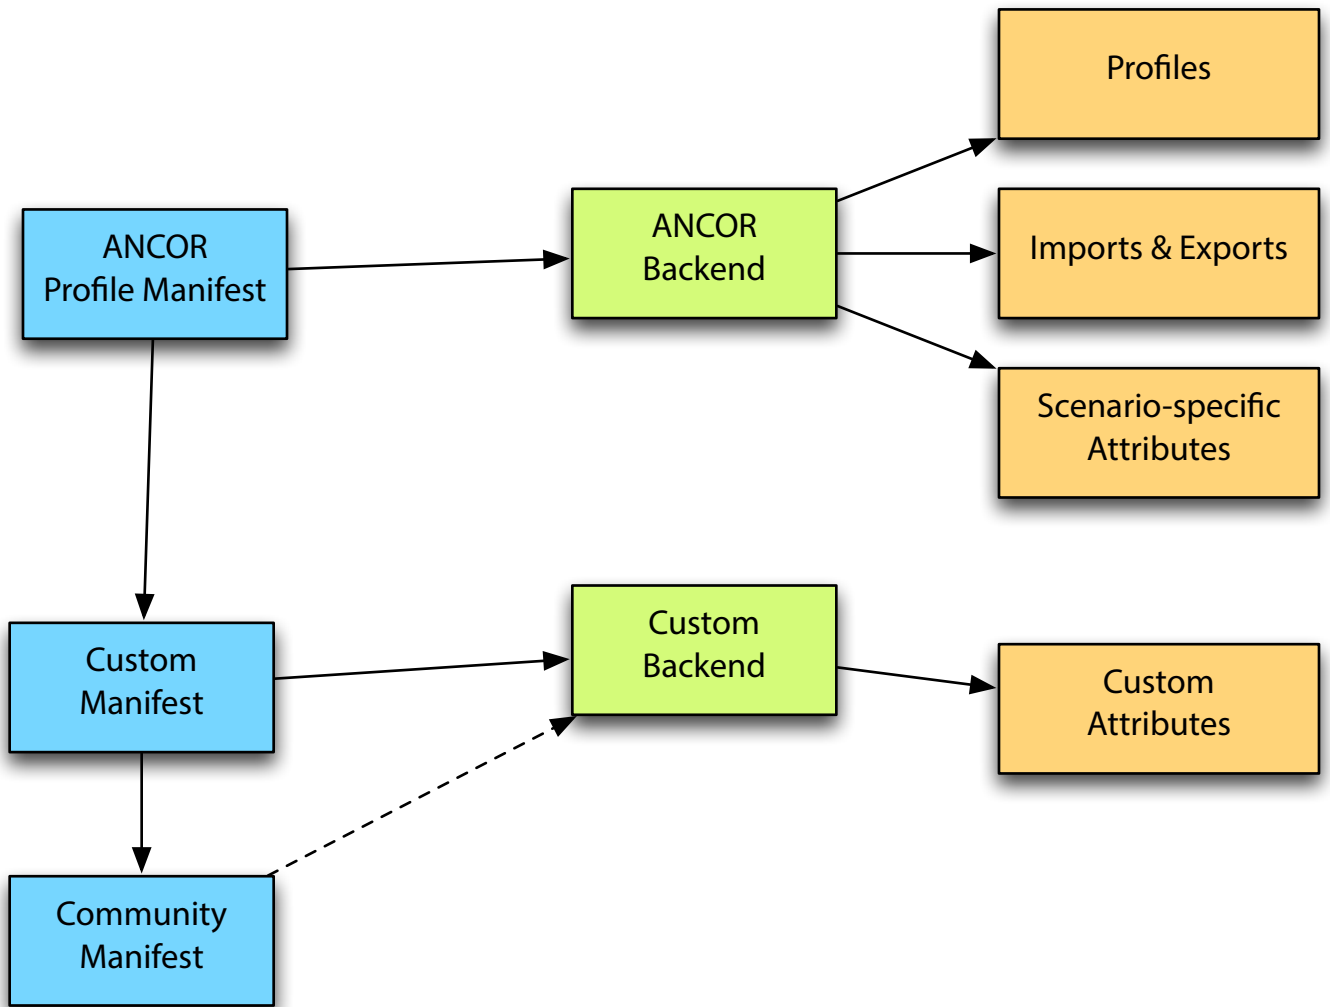 Profiles
ANCOR
Profile Manifest
ANCOR
Backend
Imports & Exports
Scenario-specific
Attributes
Custom
Manifest
Custom
Backend
Custom
Attributes
Community
Manifest